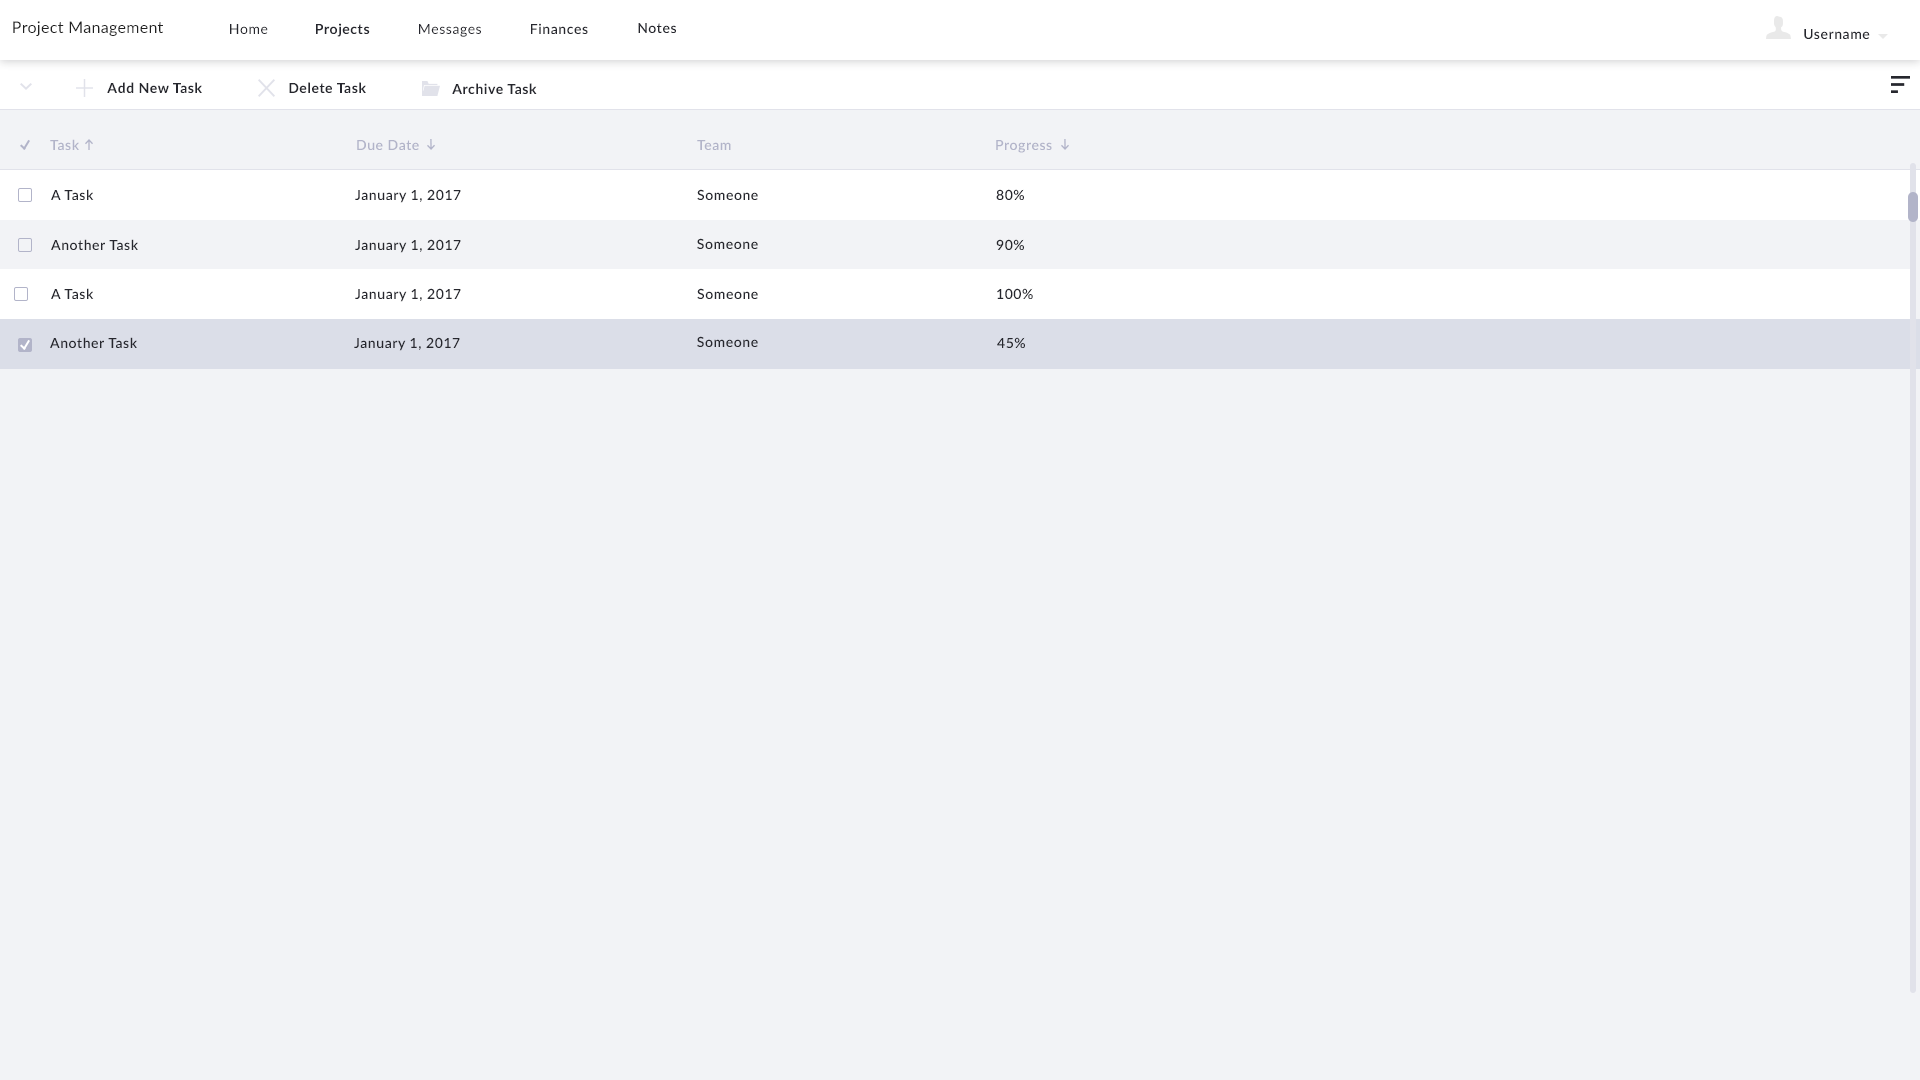 Project Management Home Projects Messages Finances Notes Username
Add New Task Delete Task Archive Task
Task Due Date Team Progress
A Task January 1, 2017 Someone 80%
Another Task January 1, 2017 Someone 90%
A Task January 1, 2017 Someone 100%
Another Task January 1, 2017 Someone 45%